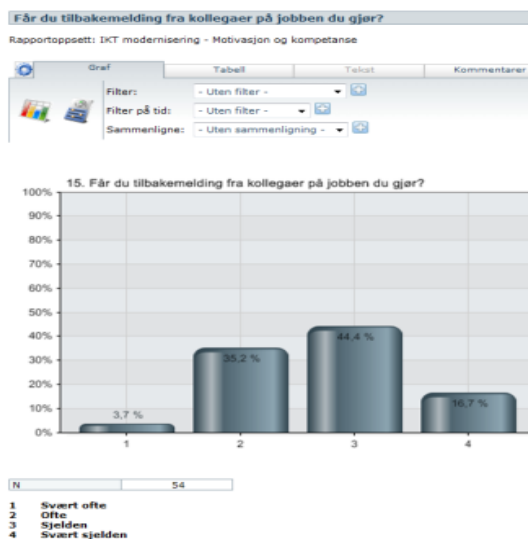 Får du tilbakemelding fra kollegaer på jobben du gjør?
Rapportoppsett: IKT modernisering - Motivasjon og kompetanse
Graf Tabell Tekst Kommentarer
Filter: - Uten filter -
Filter på tid: - Uten filter -
Sammenligne: - Uten sammenligning -
15. Får du tilbakemelding fra kollegaer på jobben du gjør?
100%
90%
80%
70%
60%
50%
40%
30%
20%
10%
0%
3,7 % 35,2 % 44,4 % 16,7 %
1 2 3 4
N 54
1 Svært ofte
2 Ofte
3 Sjelden
4 Svært sjelden